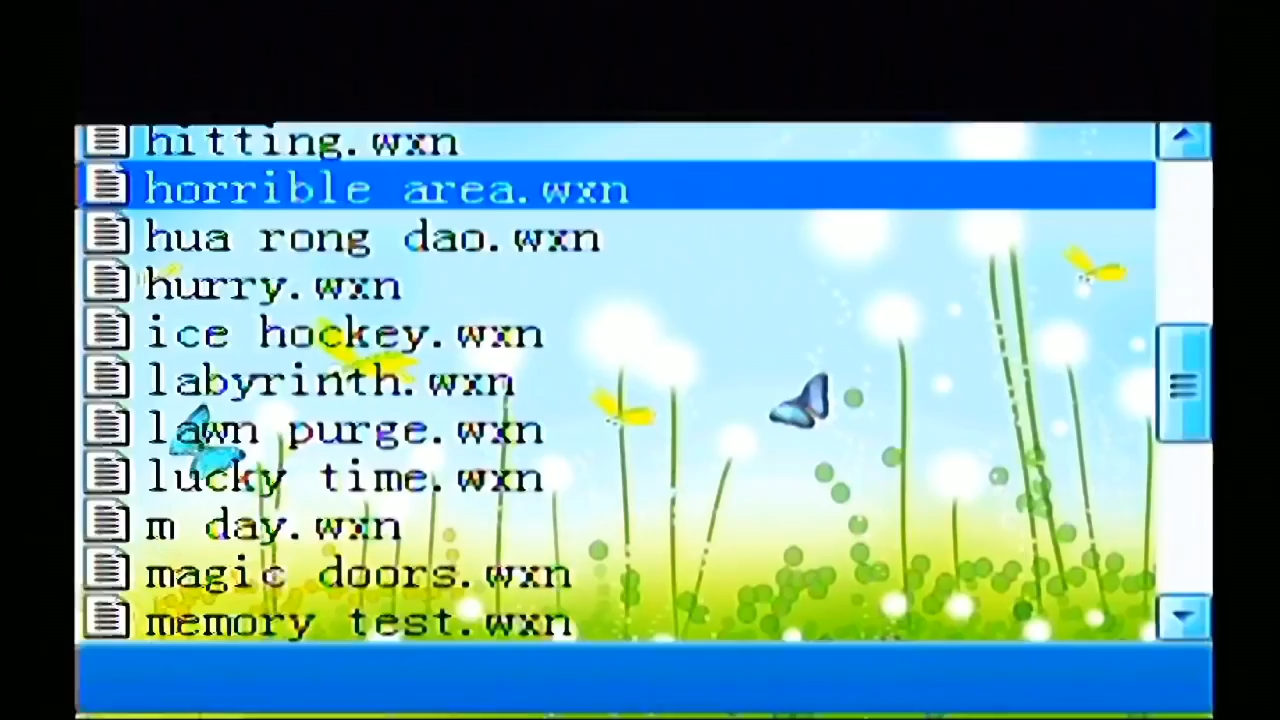 hitting.wxn
horrible area.wxn
hua rong dao.wxn
hurry.wxn
ice hockey.wxn
labyrinth.wxn
lawn purge.wxn
lucky time.wxn
m day.wxn
magic doors.wxn
memory test.wxn